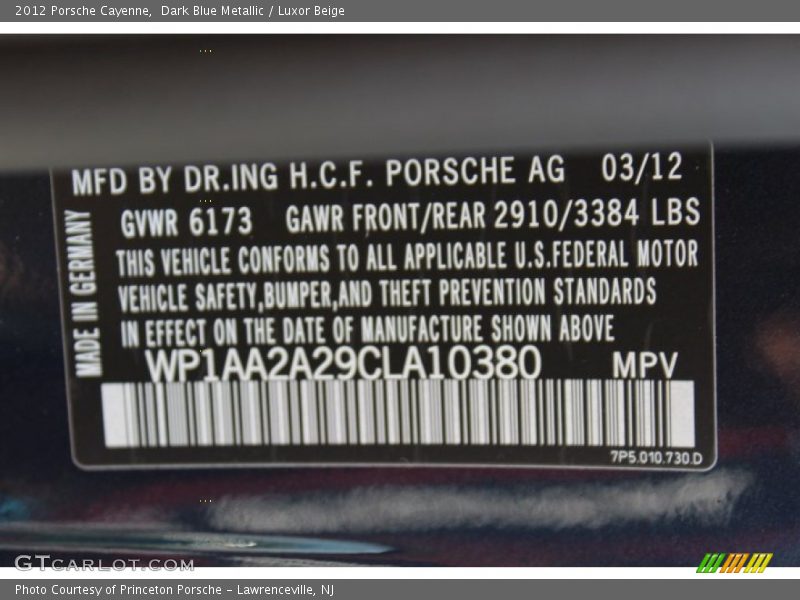 2012 Porsche Cayenne,  Dark Blue Metallic / Luxor Beige
MFD BY DR.ING H.C.F. PORSCHE AG 03/12
GVWR 6173 GAWR FRONT/REAR 2910/3384 LBS
THIS VEHICLE CONFORMS TO ALL APPLICABLE U.S.FEDERAL MOTOR
VEHICLE SAFETY,BUMPER,AND THEFT PREVENTION STANDARDS
IN EFFECT ON THE DATE OF MANUFACTURE SHOWN ABOVE
MADE IN GERMANY
WP1AA2A29CLA10380 MPV
7P5.010.730.D
GTCARLOT.COM
Photo Courtesy of Princeton Porsche - Lawrenceville, NJ